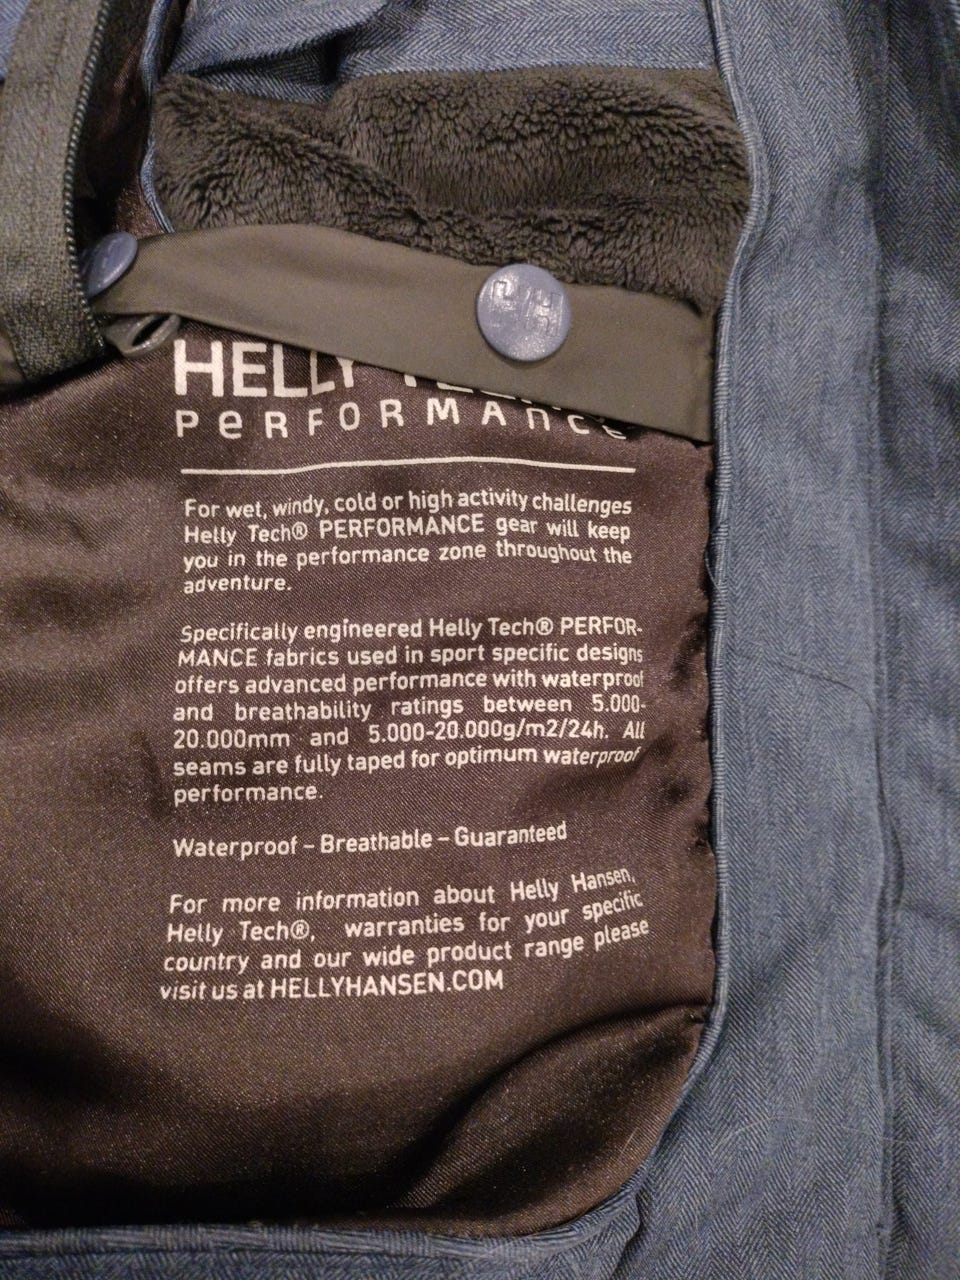 HELLY TECH
PERFORMANCE
For wet, windy, cold or high activity challenges
Helly Tech® PERFORMANCE gear will keep
you in the performance zone throughout the
adventure.
Specifically engineered Helly Tech® PERFOR-
MANCE fabrics used in sport specific designs
offers advanced performance with waterproof
and breathability ratings between 5.000-
20.000mm and 5.000-20.000g/m2/24h. All
seams are fully taped for optimum waterproof
performance.
Waterproof – Breathable – Guaranteed
For more information about Helly Hansen,
Helly Tech®, warranties for your specific
country and our wide product range please
visit us at HELLYHANSEN.COM